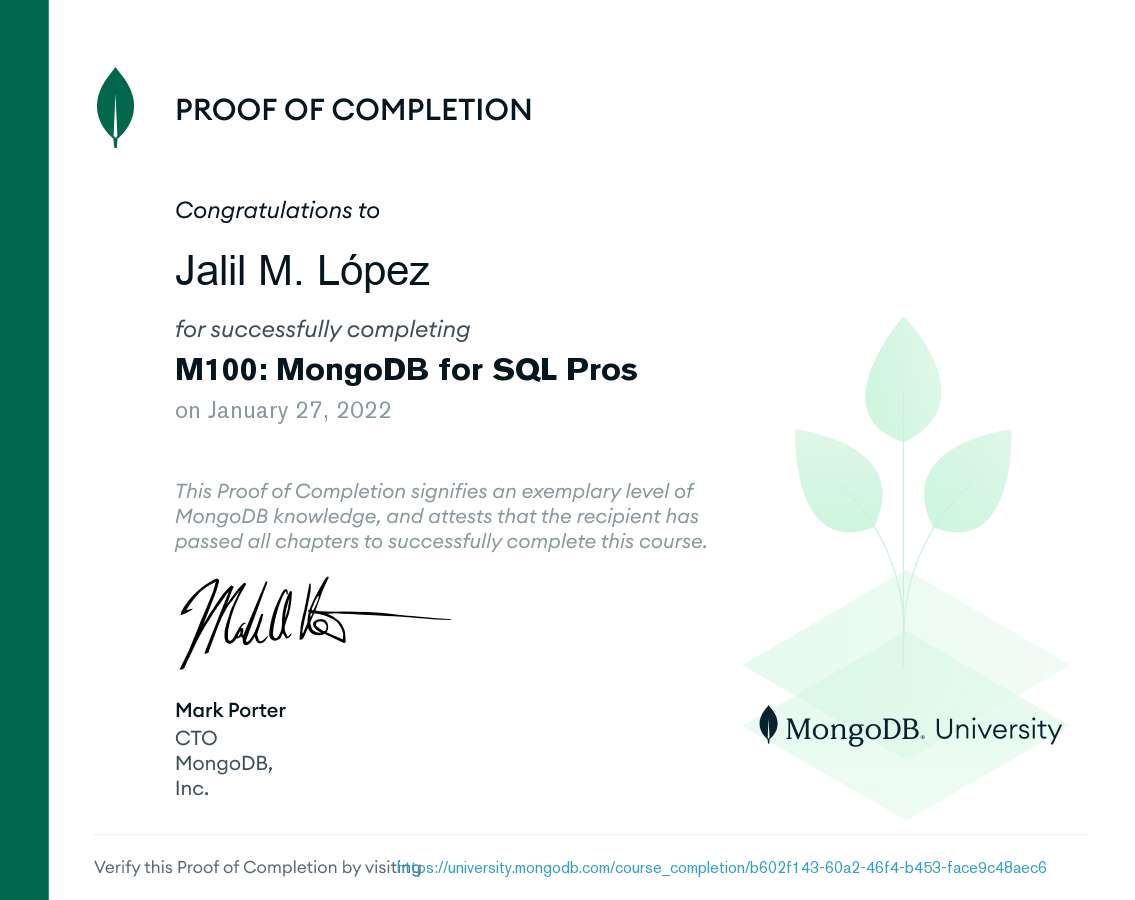 PROOF OF COMPLETION
Congratulations to
Jalil M. López
for successfully completing
M100: MongoDB for SQL Pros
on January 27, 2022
This Proof of Completion signifies an exemplary level of
MongoDB knowledge, and attests that the recipient has
passed all chapters to successfully complete this course.
Mark Porter
CTO
MongoDB,
Inc.
MongoDB. University
Verify this Proof of Completion by visiting https://university.mongodb.com/course_completion/b602f143-60a2-46f4-b453-face9c48aec6